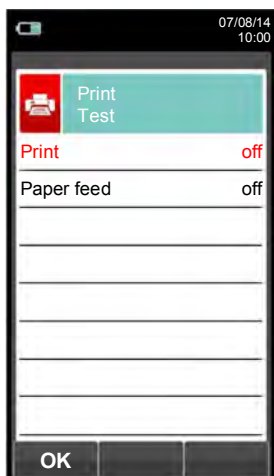 07/08/14
10:00
Print
Test
Print off
Paper feed off
OK